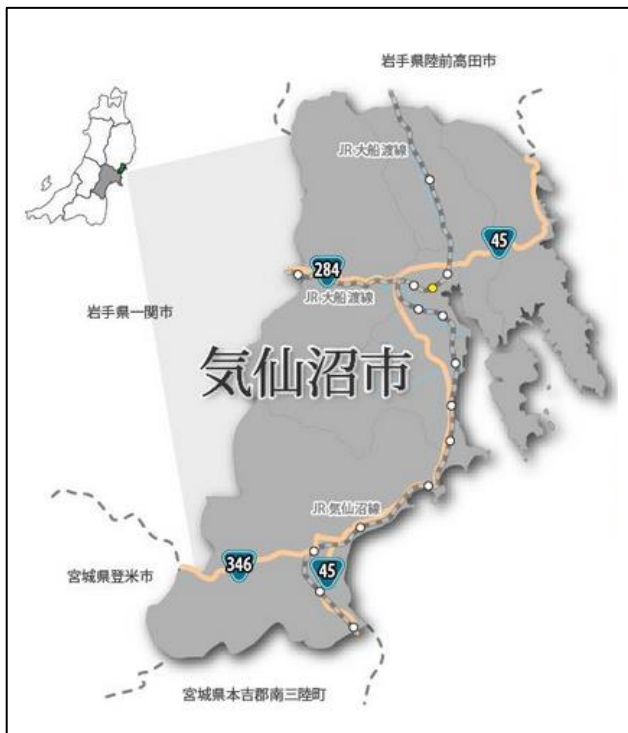 岩手県陸前高田市
JR大船渡線
45
284
JR大船渡線
岩手県一関市
気仙沼市
JR気仙沼線
346
45
宮城県登米市
宮城県本吉郡南三陸町